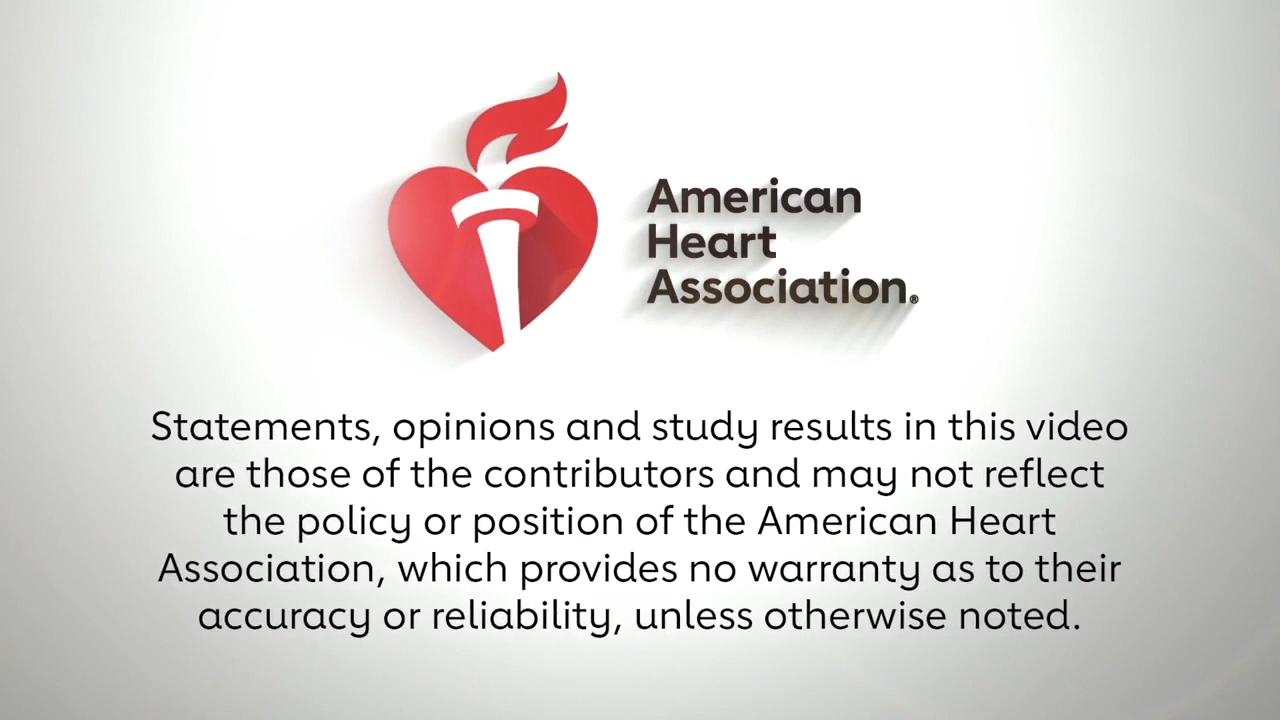 American
Heart
Association®
Statements, opinions and study results in this video
are those of the contributors and may not reflect
the policy or position of the American Heart
Association, which provides no warranty as to their
accuracy or reliability, unless otherwise noted.